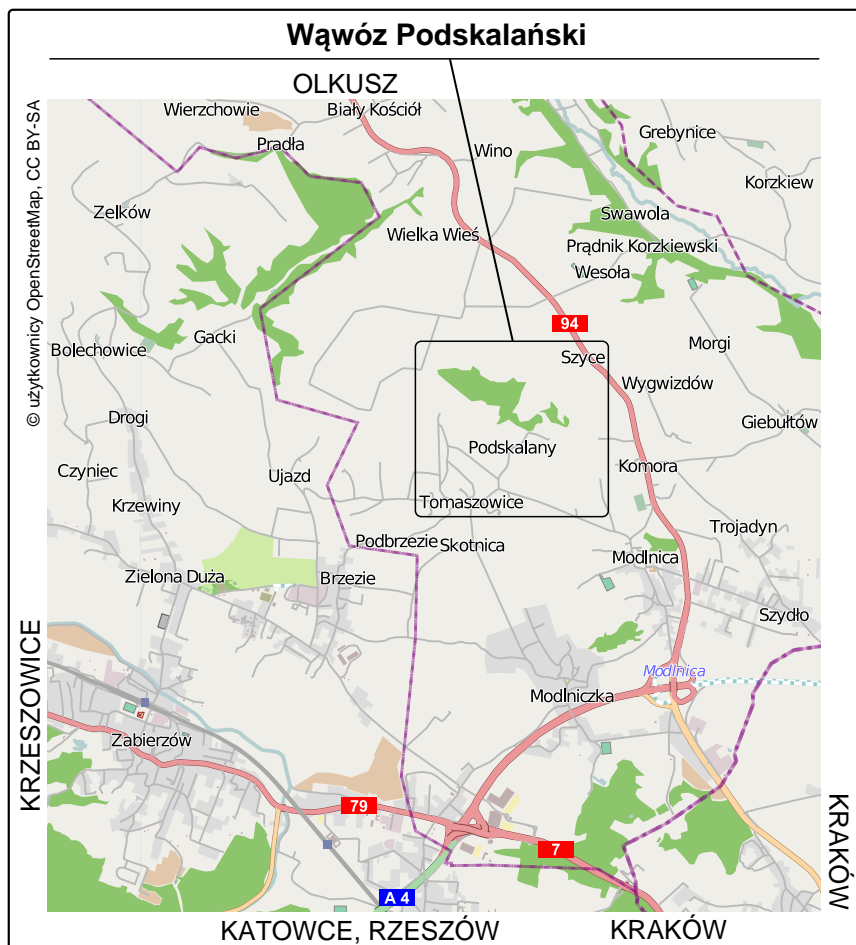 Wąwóz Podskalański
OLKUSZ
© użytkownicy OpenStreetMap, CC BY-SA
Wierzchowie
Biały Kościół
Grebynice
Pradła
Wino
Korzkiew
Zelków
Swawola
Wielka Wieś
Prądnik Korzkiewski
Wesoła
94
Gacki
Morgi
Bolechowice
Szyce
Wygwizdów
Drogi
Giebułtów
Podskalany
Czyniec
Ujazd
Komora
Krzewiny
Tomaszowice
Trojadyn
Podbrzezie
Skotnica
Modlnica
Zielona Duża
Brzezie
Szydło
KRZESZOWICE
Modlnica
Modlniczka
Zabierzów
79
7
KRAKÓW
A 4
KATOWCE, RZESZÓW
KRAKÓW